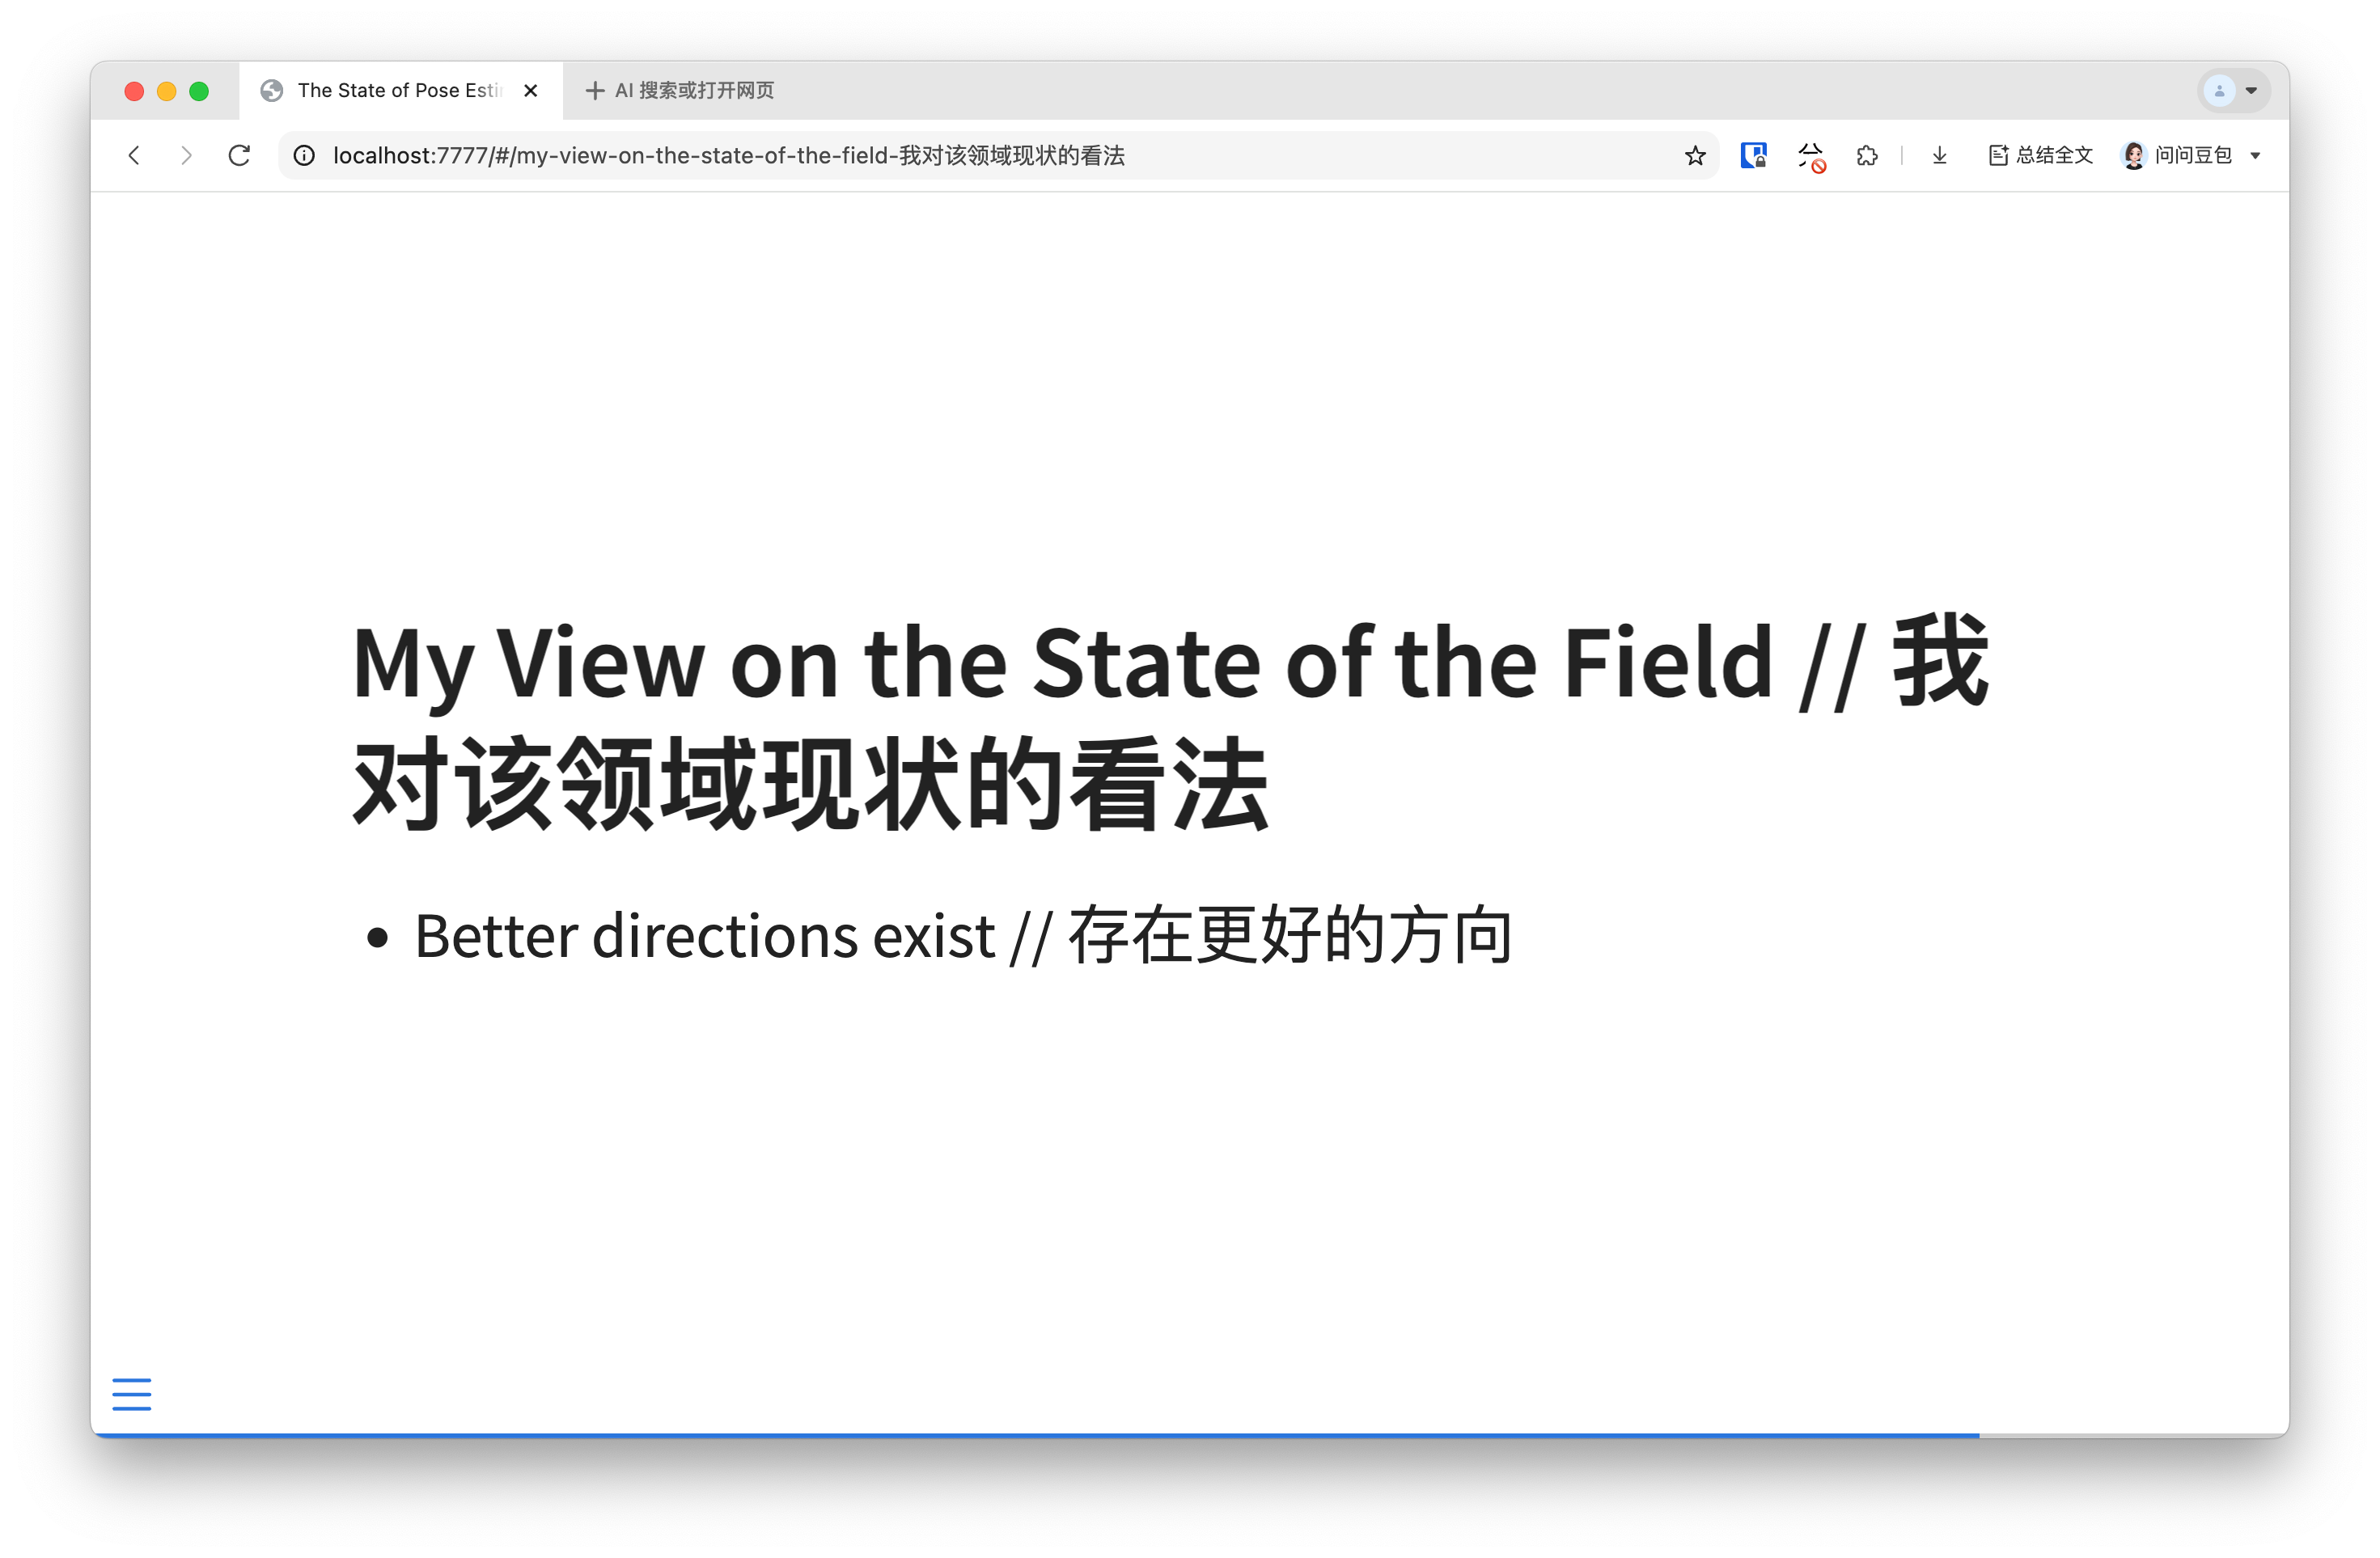 The State of Pose Esti
AI 搜索或打开网页
localhost:7777/#/my-view-on-the-state-of-the-field-我对该领域现状的看法
总结全文
问问豆包
My View on the State of the Field // 我
对该领域现状的看法
• Better directions exist // 存在更好的方向